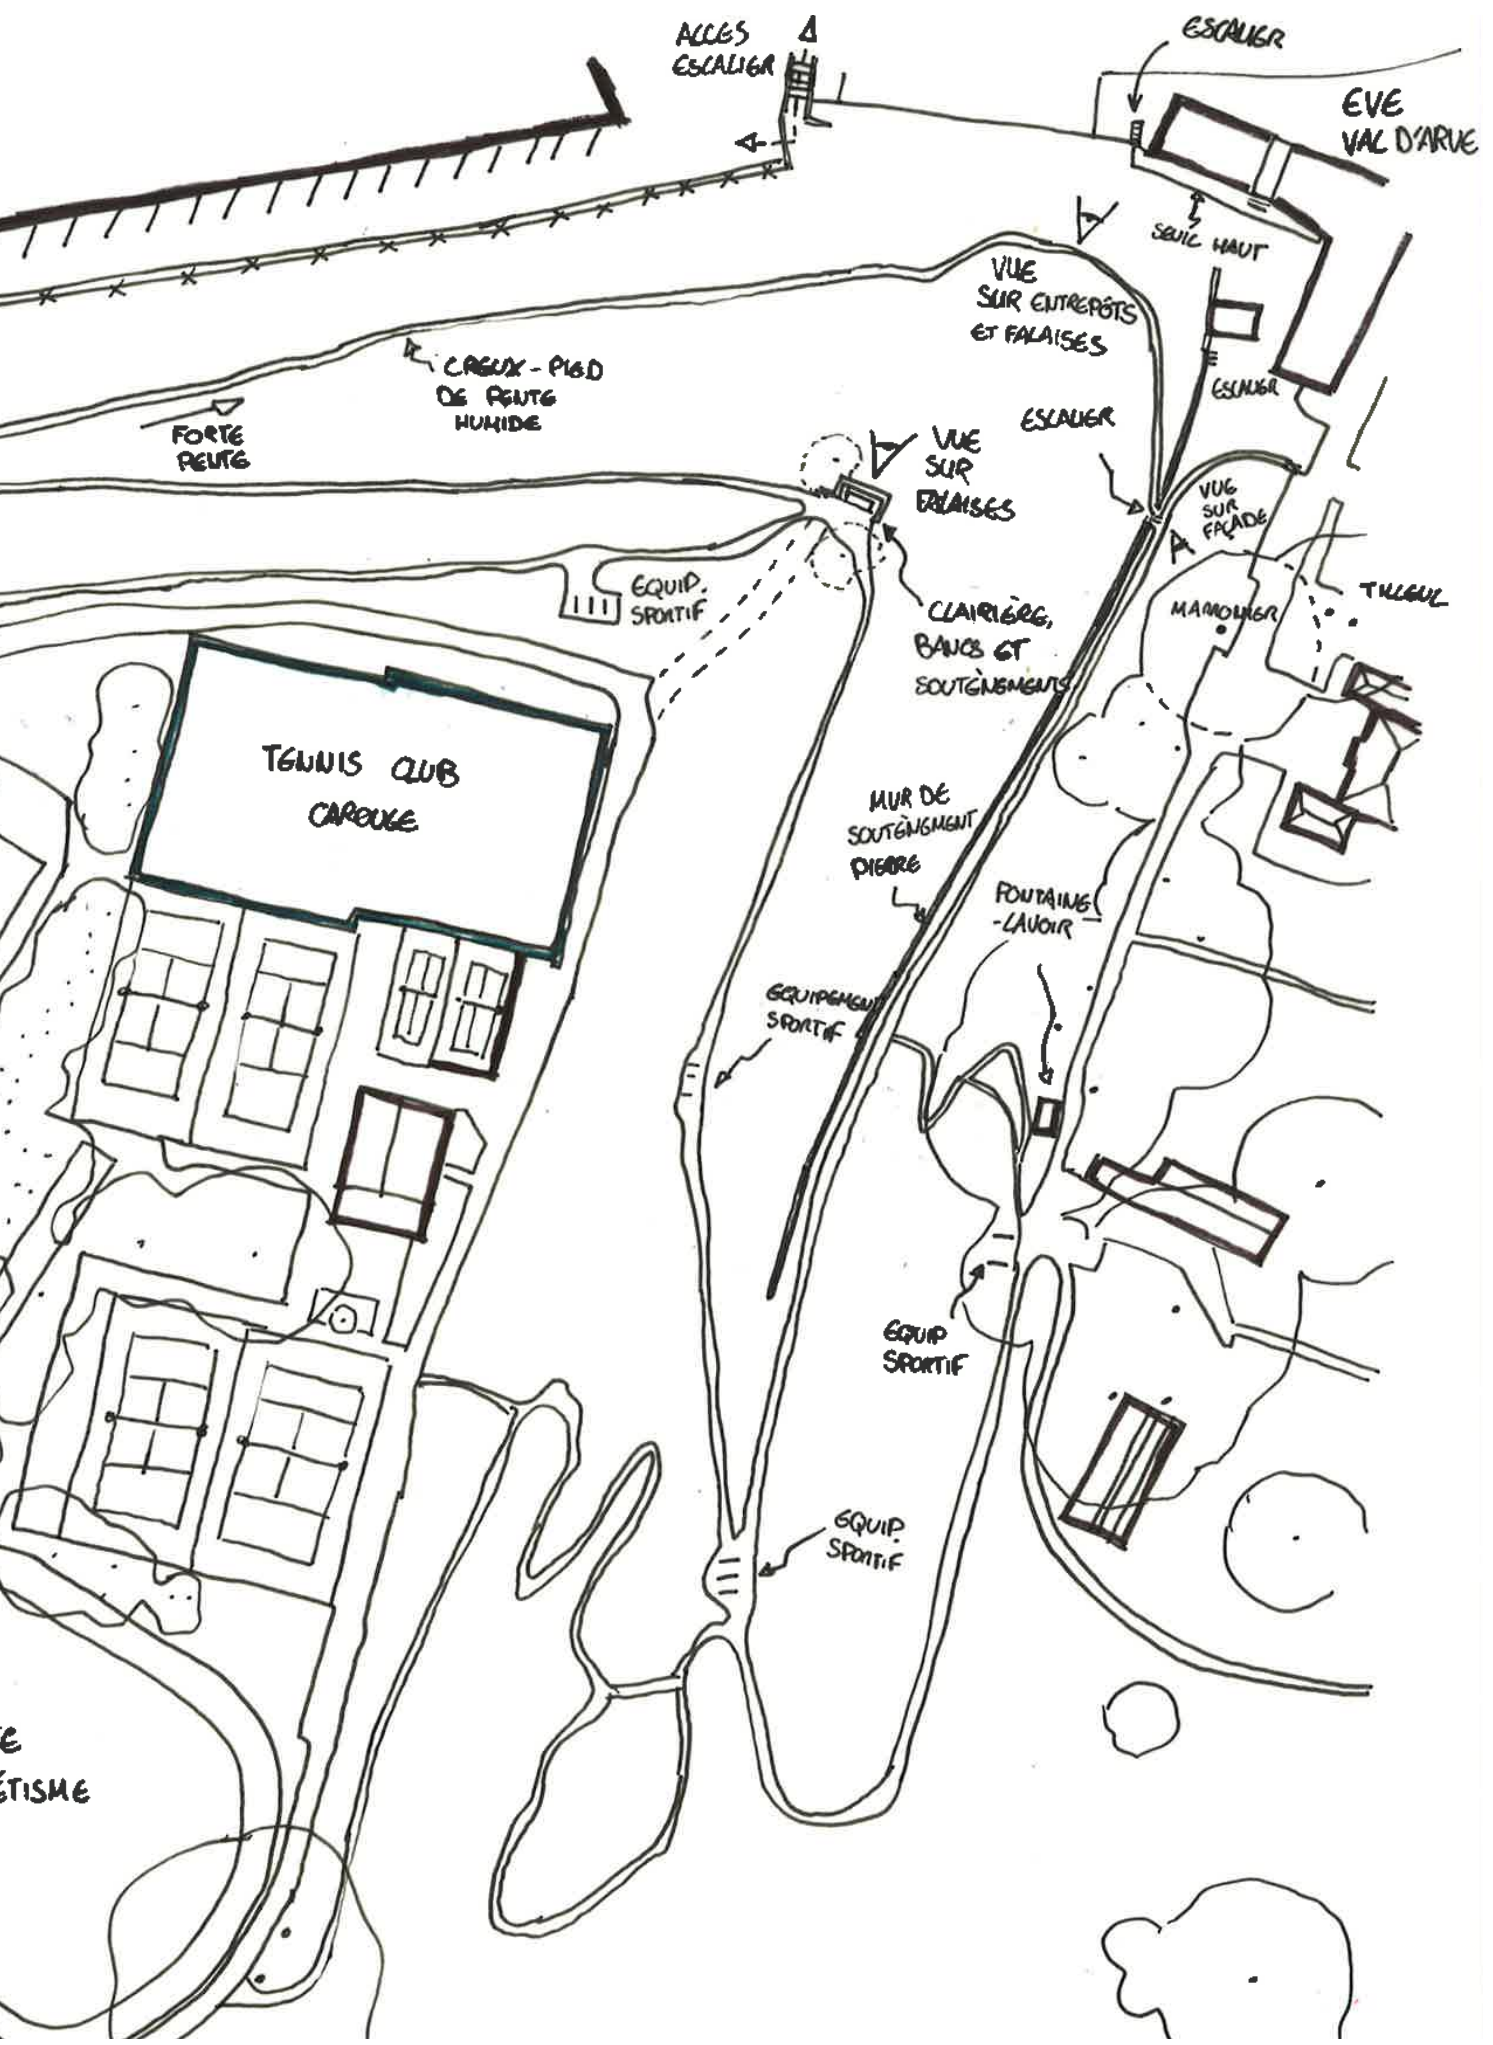 ACCES
ESCALIER
ESCALIER
EVE
VAL D'ARVE
SEUIL HAUT
VUE
SUR ENTREPÔTS
ET FALAISES
CREUX-PIED
DE PENTE
HUMIDE
ESCALIER
FORTE
PENTE
VUE
SUR
FALAISES
ESCALIER
VUE
SUR
FAÇADE
EQUIP.
SPORTIF
CLAIRIÈRE,
BANCS ET
SOUTÈNEMENTS
MARRONIER
TILLEUL
TENNIS CLUB
CAROUGE
MUR DE
SOUTÈNEMENT
PIERRE
FONTAINE
-LAVOIR
EQUIPEMENT
SPORTIF
EQUIP
SPORTIF
EQUIP.
SPORTIF
TE
ÉTISME